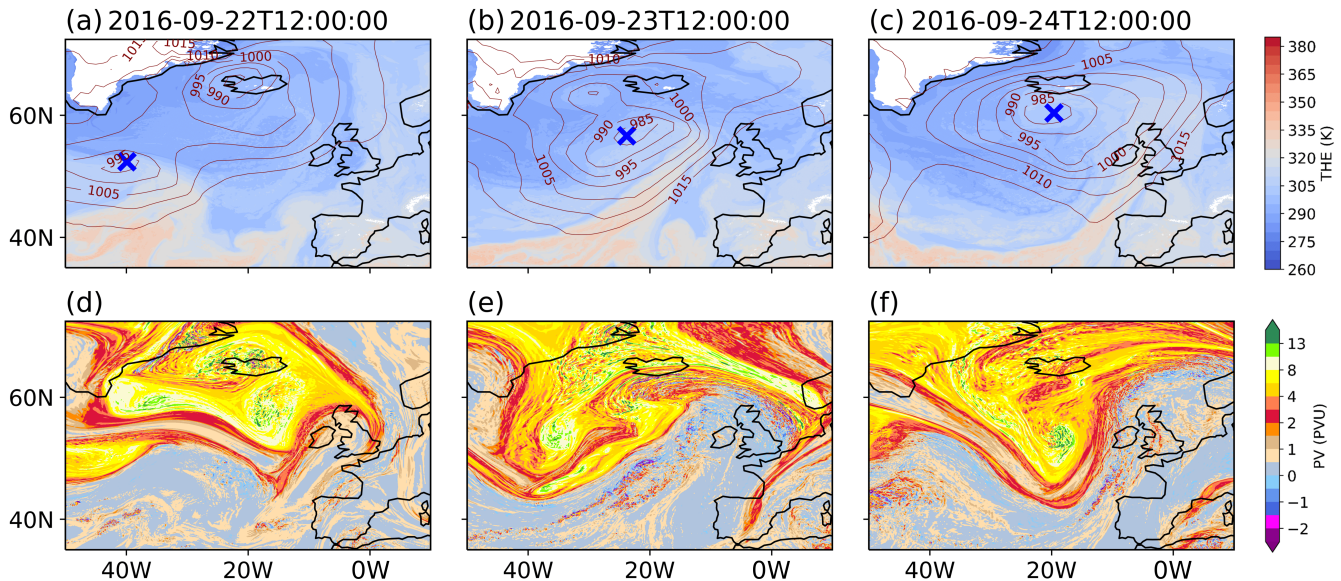 (a) 2016-09-22T12:00:00
(b) 2016-09-23T12:00:00
(c) 2016-09-24T12:00:00
1015
1010
1000
995
990
1005
60N
40N
1010
1000
990
985
995
1005
1015
1005
985
990
995
1000
1010
1015
380
365
350
335
320
305
290
275
260
THE (K)
(d)
(e)
(f)
60N
40N
40W
20W
0W
40W
20W
0W
40W
20W
0W
13
8
4
2
1
1
0
−1
−2
PV (PVU)